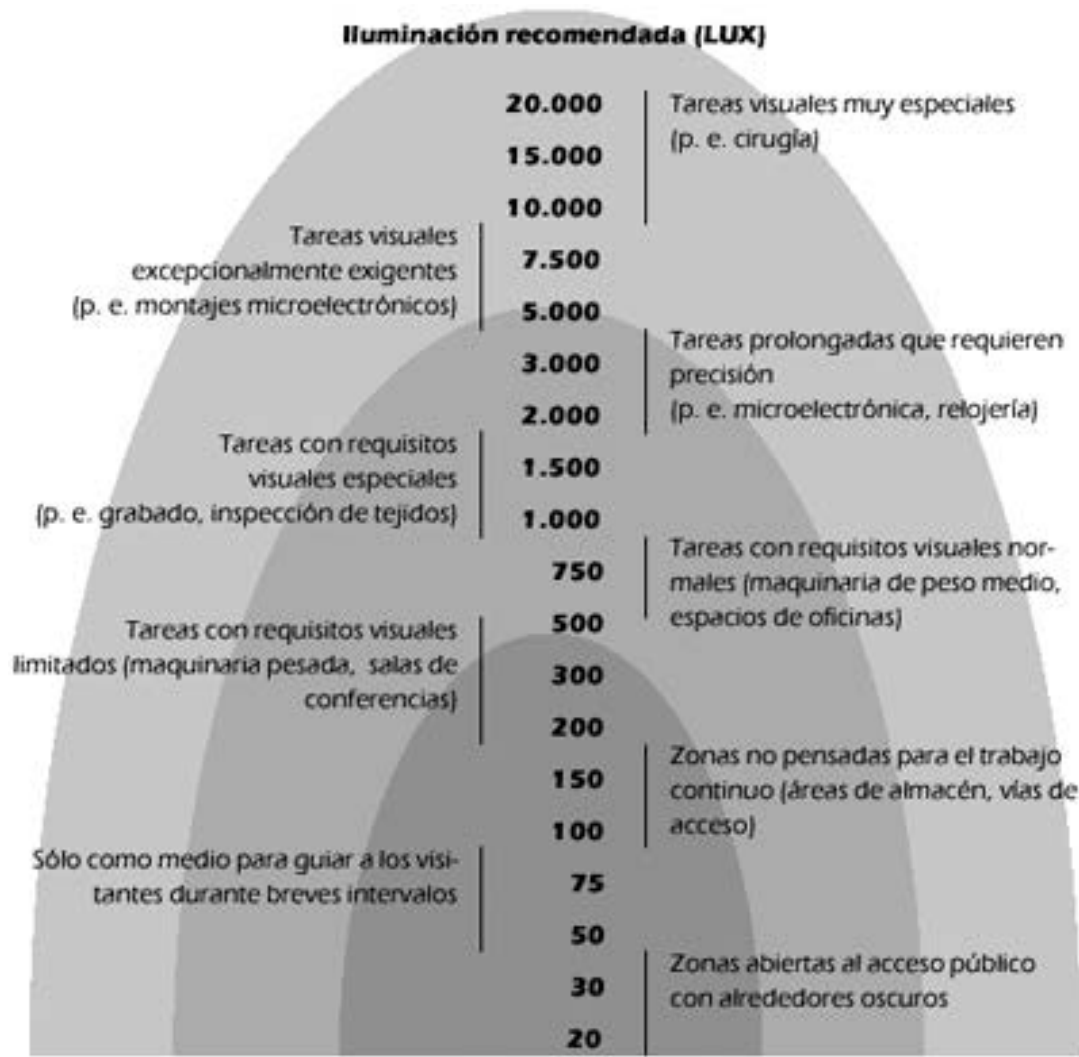 Iluminación recomendada (LUX)
20.000
Tareas visuales muy especiales
(p. e. cirugía)
15.000
10.000
Tareas visuales
excepcionalmente exigentes
(p. e. montajes microelectrónicos)
7.500
5.000
Tareas prolongadas que requieren
precisión
(p. e. microelectrónica, relojería)
3.000
2.000
Tareas con requisitos
visuales especiales
(p. e. grabado, inspección de tejidos)
1.500
1.000
Tareas con requisitos visuales nor-
males (maquinaria de peso medio,
espacios de oficinas)
750
500
Tareas con requisitos visuales
limitados (maquinaria pesada, salas de
conferencias)
300
200
Zonas no pensadas para el trabajo
continuo (áreas de almacén, vías de
acceso)
150
100
Sólo como medio para guiar a los visi-
tantes durante breves intervalos
75
50
Zonas abiertas al acceso público
con alrededores oscuros
30
20